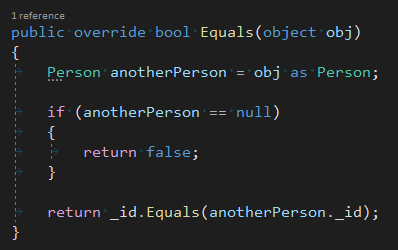 1 reference
public override bool Equals(object obj)
{
Person anotherPerson = obj as Person;
if (anotherPerson == null)
{
return false;
}
return _id.Equals(anotherPerson._id);
}